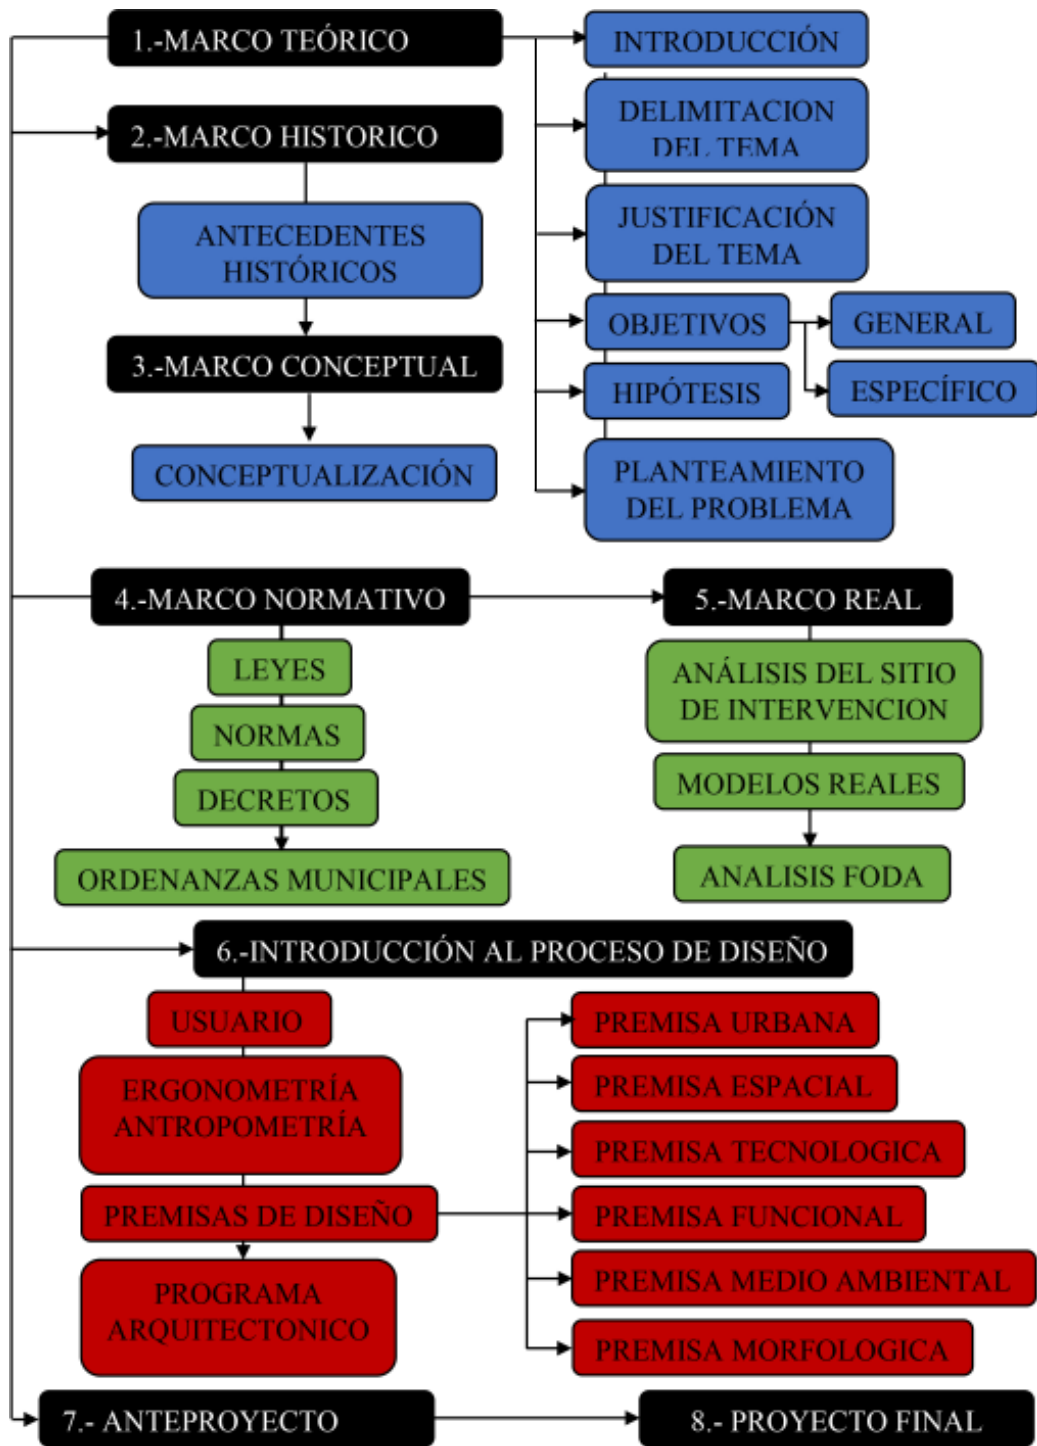 1.-MARCO TEÓRICO
INTRODUCCIÓN
DELIMITACION
DEL TEMA
JUSTIFICACIÓN
DEL TEMA
OBJETIVOS
GENERAL
ESPECÍFICO
HIPÓTESIS
PLANTEAMIENTO
DEL PROBLEMA
2.-MARCO HISTORICO
ANTECEDENTES
HISTÓRICOS
3.-MARCO CONCEPTUAL
CONCEPTUALIZACIÓN
4.-MARCO NORMATIVO
LEYES
NORMAS
DECRETOS
ORDENANZAS MUNICIPALES
5.-MARCO REAL
ANÁLISIS DEL SITIO
DE INTERVENCION
MODELOS REALES
ANALISIS FODA
6.-INTRODUCCIÓN AL PROCESO DE DISEÑO
USUARIO
ERGONOMETRÍA
ANTROPOMETRÍA
PREMISAS DE DISEÑO
PROGRAMA
ARQUITECTONICO
PREMISA URBANA
PREMISA ESPACIAL
PREMISA TECNOLOGICA
PREMISA FUNCIONAL
PREMISA MEDIO AMBIENTAL
PREMISA MORFOLOGICA
7.- ANTEPROYECTO
8.- PROYECTO FINAL